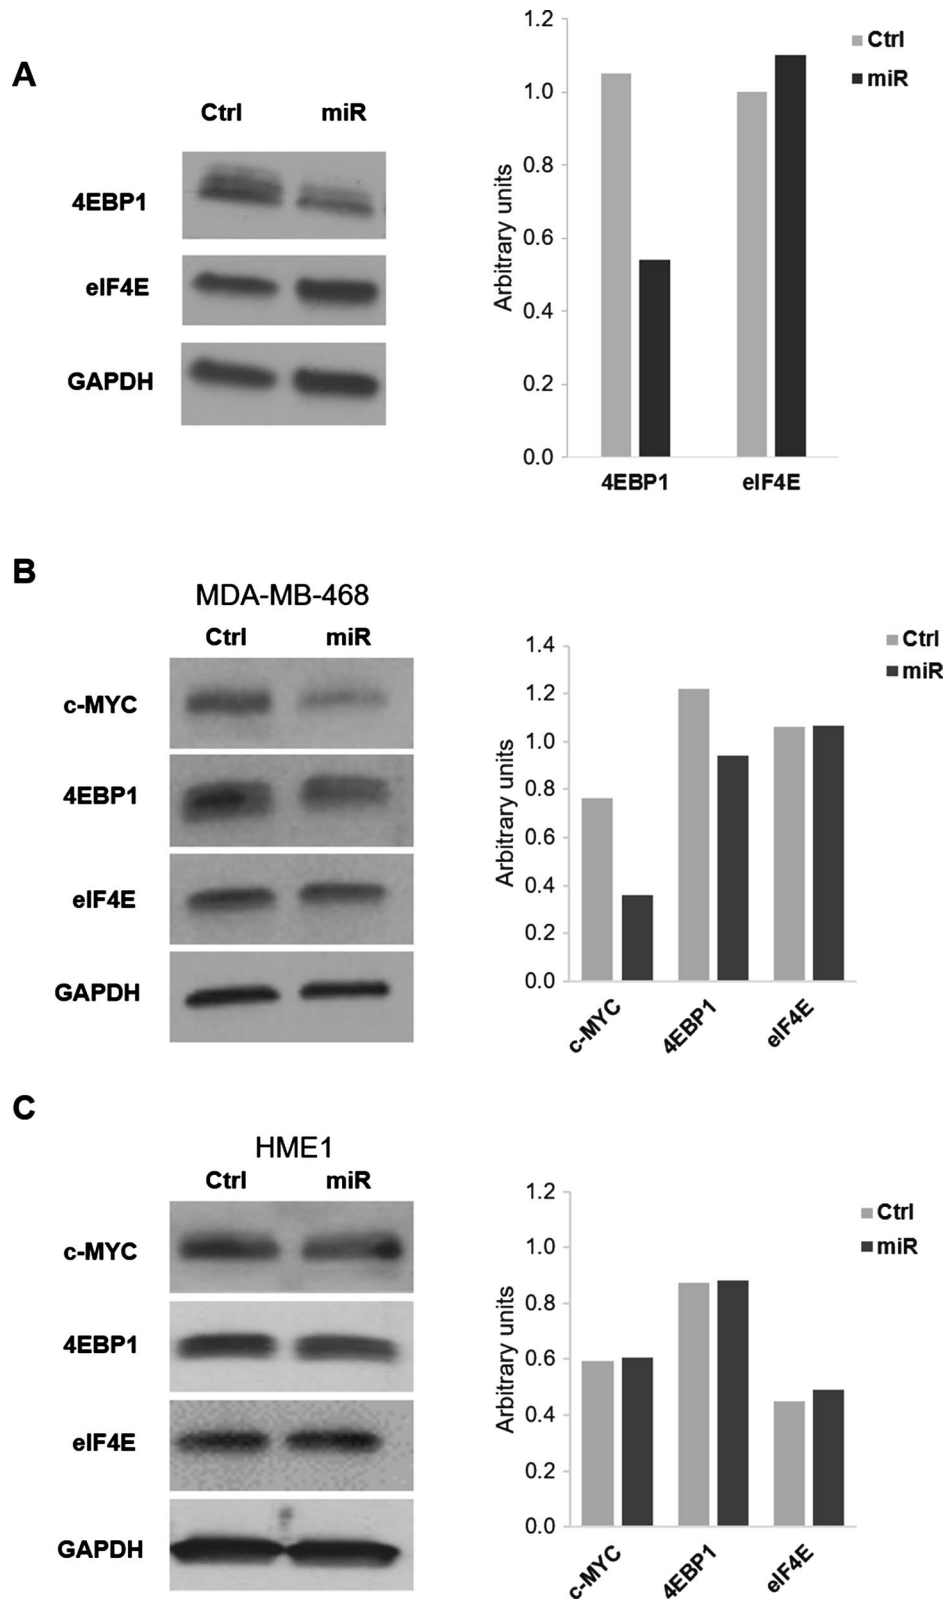 A
Ctrl miR
4EBP1
eIF4E
GAPDH
1.2
1.0
0.8
0.6
0.4
0.2
0.0
Arbitrary units
4EBP1 eIF4E
Ctrl
miR
B
MDA-MB-468
Ctrl miR
c-MYC
4EBP1
eIF4E
GAPDH
1.4
1.2
1.0
0.8
0.6
0.4
0.2
0.0
Arbitrary units
c-MYC 4EBP1 eIF4E
Ctrl
miR
C
HME1
Ctrl miR
c-MYC
4EBP1
eIF4E
GAPDH
1.2
1.0
0.8
0.6
0.4
0.2
0.0
Arbitrary units
c-MYC 4EBP1 eIF4E
Ctrl
miR